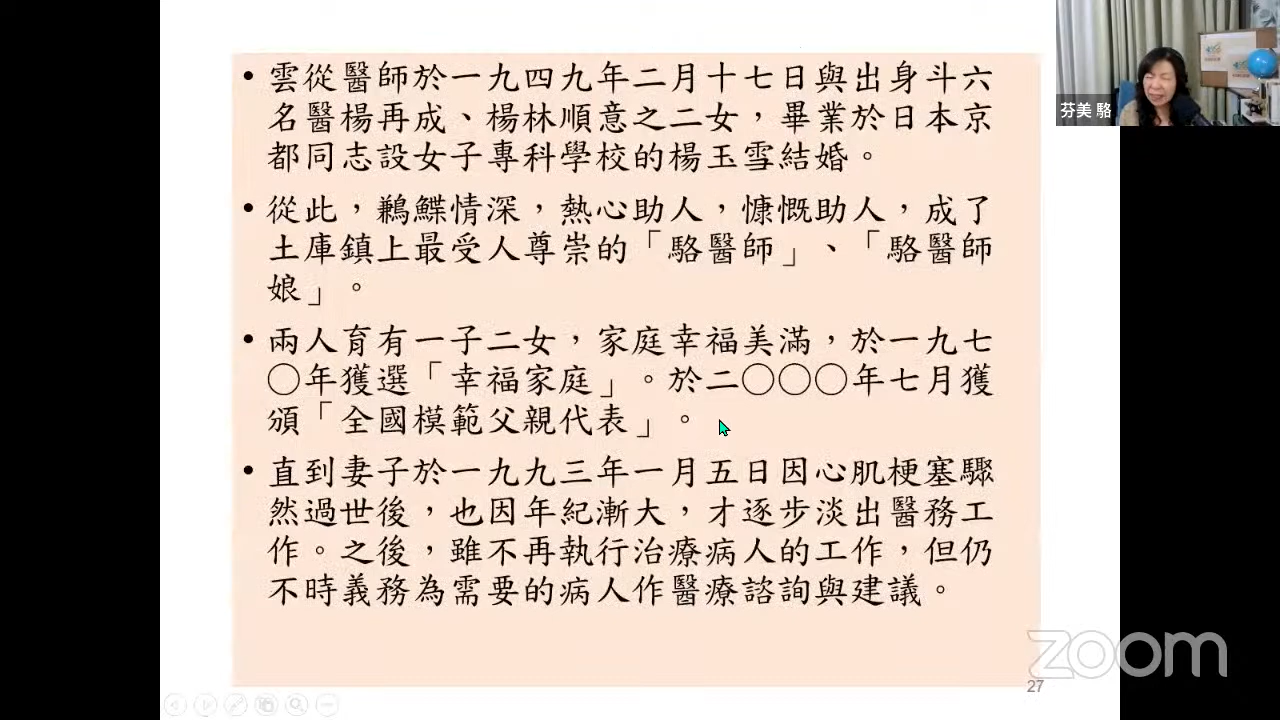 • 雲從醫師於一九四九年二月十七日與出身斗六
名醫楊再成、楊林順意之二女，畢業於日本京
都同志設女子專科學校的楊玉雪結婚。
• 從此，鶼鰈情深，熱心助人，慷慨助人，成了
土庫鎮上最受人尊崇的「駱醫師」、「駱醫師
娘」。
• 兩人育有一子二女，家庭幸福美滿，於一九七
〇年獲選「幸福家庭」。於二〇〇〇年七月獲
頒「全國模範父親代表」。
• 直到妻子於一九九三年一月五日因心肌梗塞驟
然過世後，也因年紀漸大，才逐步淡出醫務工
作。之後，雖不再執行治療病人的工作，但仍
不時義務為需要的病人作醫療諮詢與建議。
27
芬美 駱
zoom